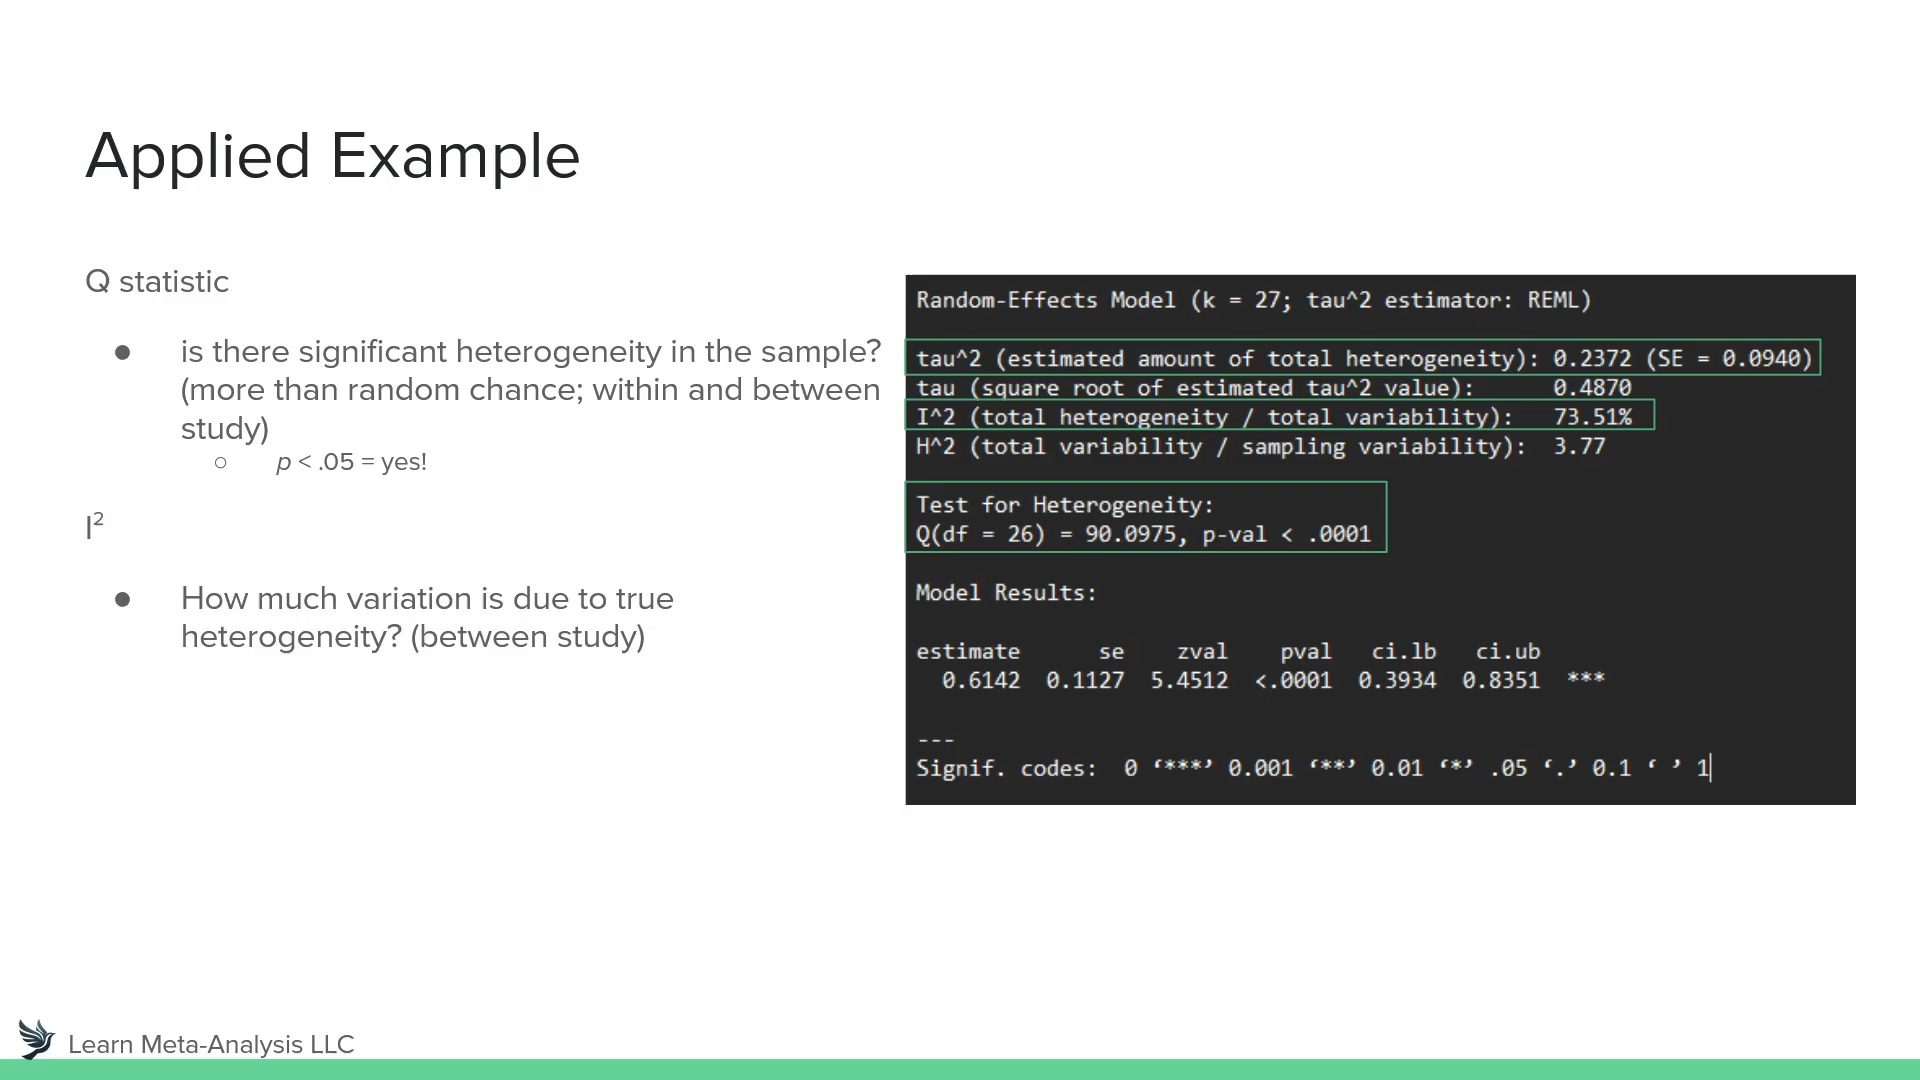 Applied Example
Q statistic
● is there significant heterogeneity in the sample?
(more than random chance; within and between
study)
○ p < .05 = yes!
I²
● How much variation is due to true
heterogeneity? (between study)
Random-Effects Model (k = 27; tau^2 estimator: REML)
tau^2 (estimated amount of total heterogeneity): 0.2372 (SE = 0.0940)
tau (square root of estimated tau^2 value): 0.4870
I^2 (total heterogeneity / total variability): 73.51%
H^2 (total variability / sampling variability): 3.77
Test for Heterogeneity:
Q(df = 26) = 90.0975, p-val < .0001
Model Results:
estimate se zval pval ci.lb ci.ub
0.6142 0.1127 5.4512 <.0001 0.3934 0.8351 ***
---
Signif. codes: 0 ‘***’ 0.001 ‘**’ 0.01 ‘*’ .05 ‘.’ 0.1 ‘ ’ 1
Learn Meta-Analysis LLC